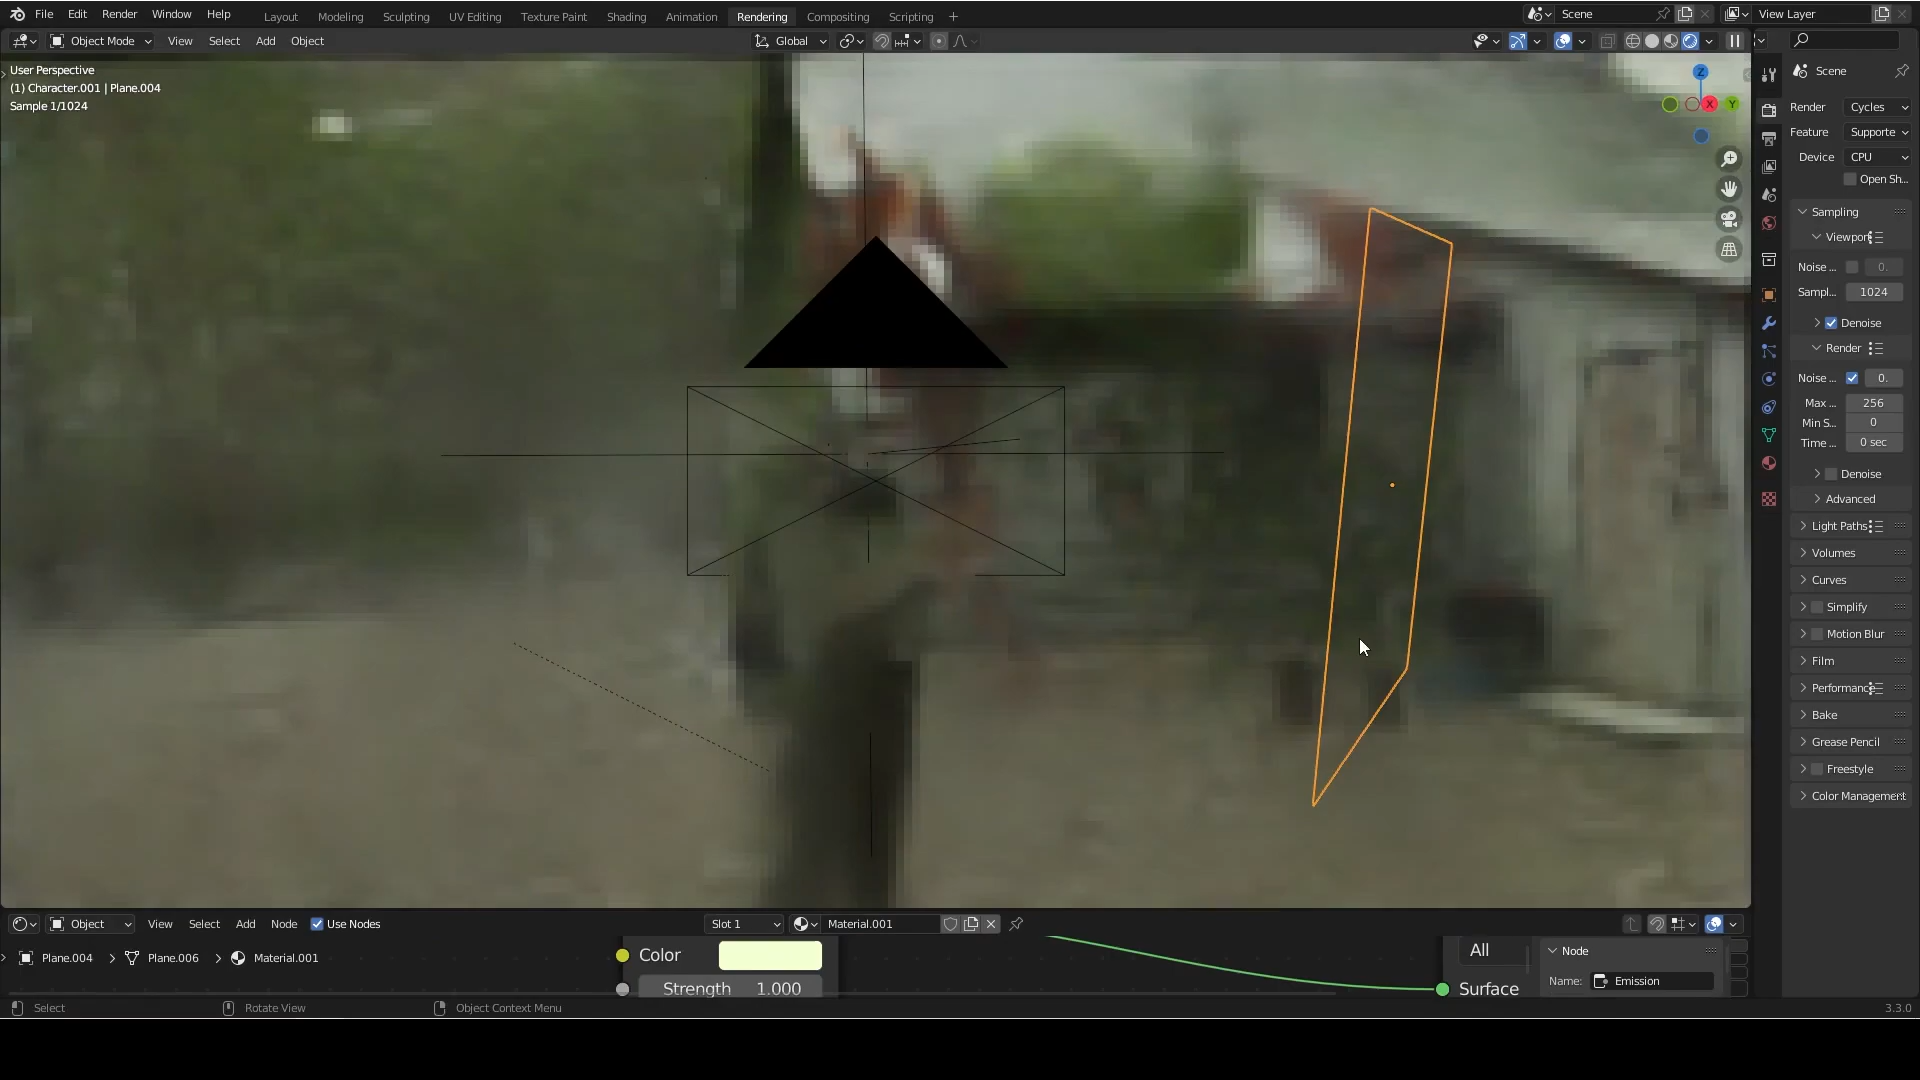 File Edit Render Window Help Layout Modeling Sculpting UV Editing Texture Paint Shading Animation Rendering Compositing Scripting + Scene View Layer
Object Mode View Select Add Object Global
User Perspective
(1) Character.001 | Plane.004
Sample 1/1024
Z
X Y
Scene
Render Cycles
Feature Supporte
Device CPU
Open Sh...
Sampling
Viewport
Noise ... 0.
Sampl... 1024
Denoise
Render
Noise ... 0.
Max ... 256
Min S... 0
Time ... 0 sec
Denoise
Advanced
Light Paths
Volumes
Curves
Simplify
Motion Blur
Film
Performance
Bake
Grease Pencil
Freestyle
Color Management
Object View Select Add Node Use Nodes Slot 1 Material.001
Plane.004 > Plane.006 > Material.001
Color
Strength 1.000
All
Surface
Node
Name: Emission
Select Rotate View Object Context Menu 3.3.0